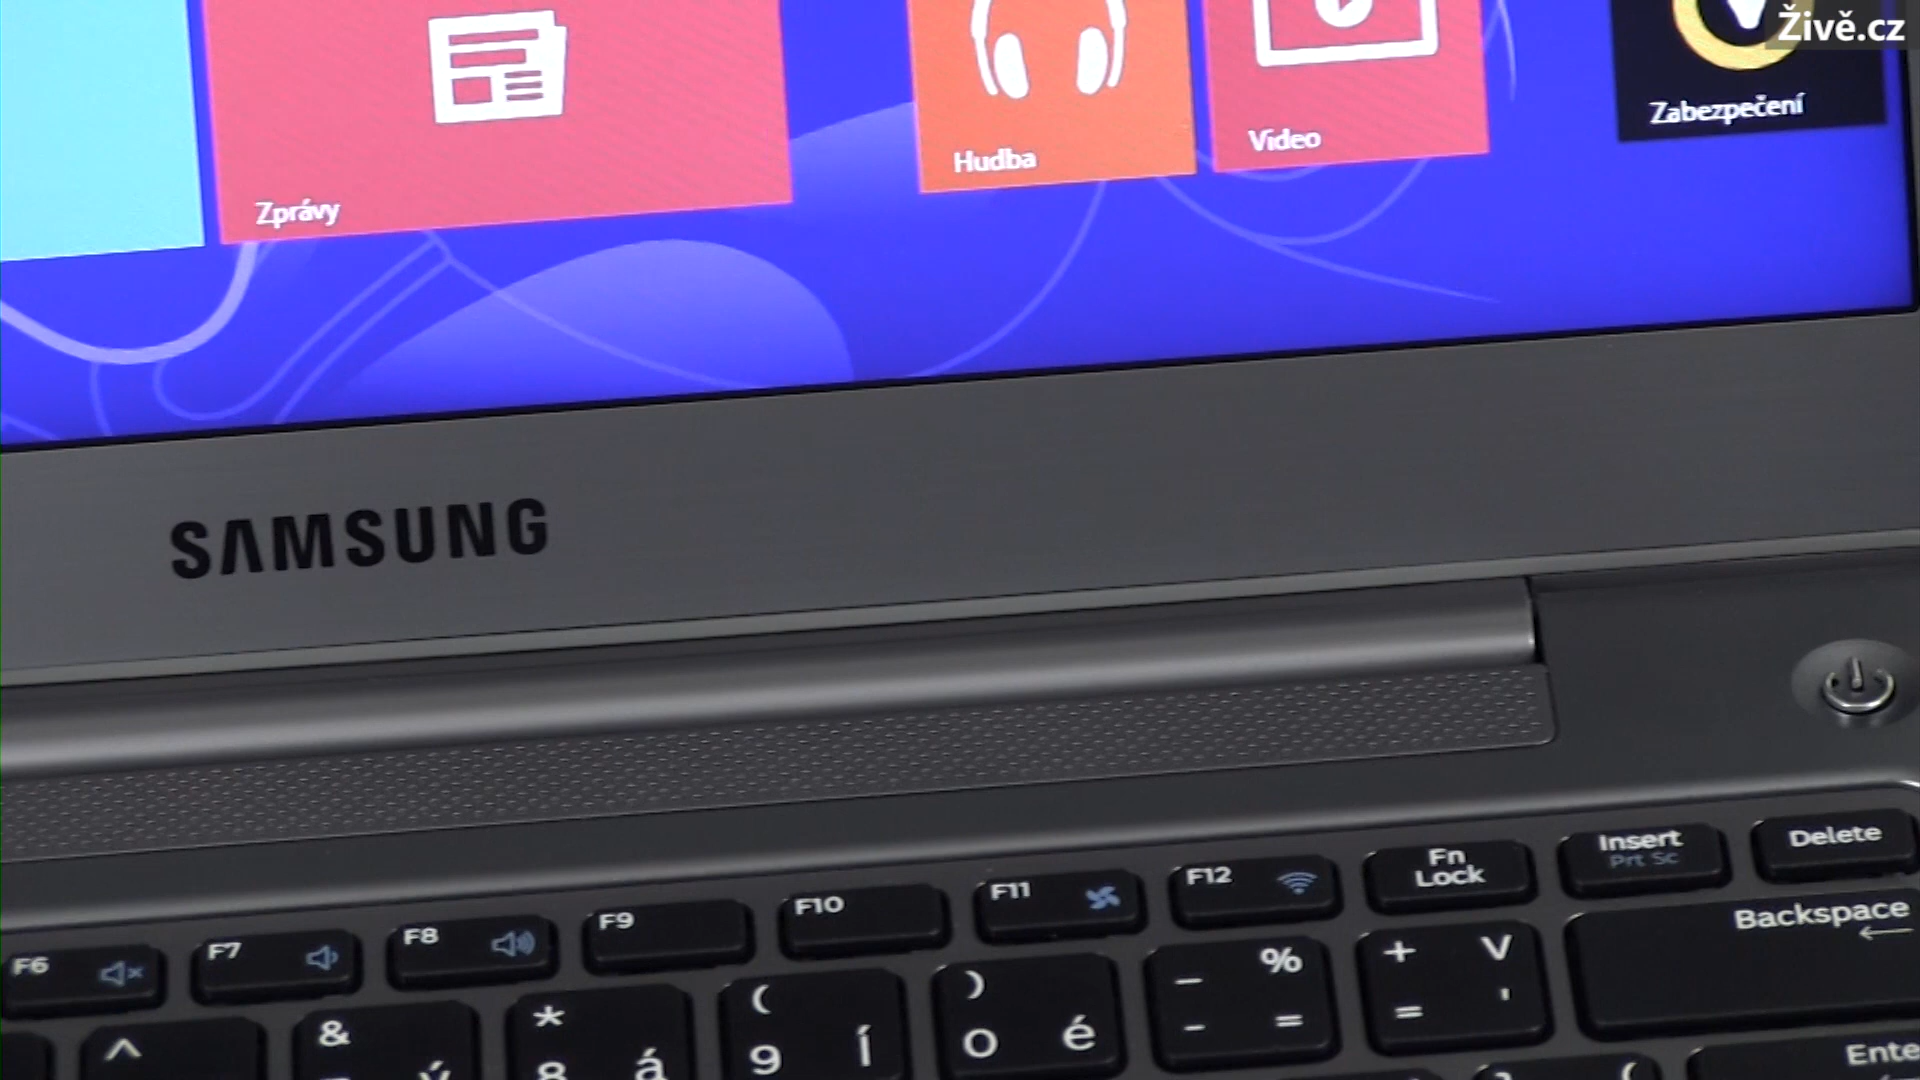 Živě.cz
Zabezpečení
Video
Hudba
Zprávy
SAMSUNG
Insert
Prt Sc
Delete
Fn
Lock
F12
F11
F10
F9
F8
F7
F6
Backspace
←
+ V
= '
- %
- =
)
0 é
(
9 í
*
8 á
&
ý
^